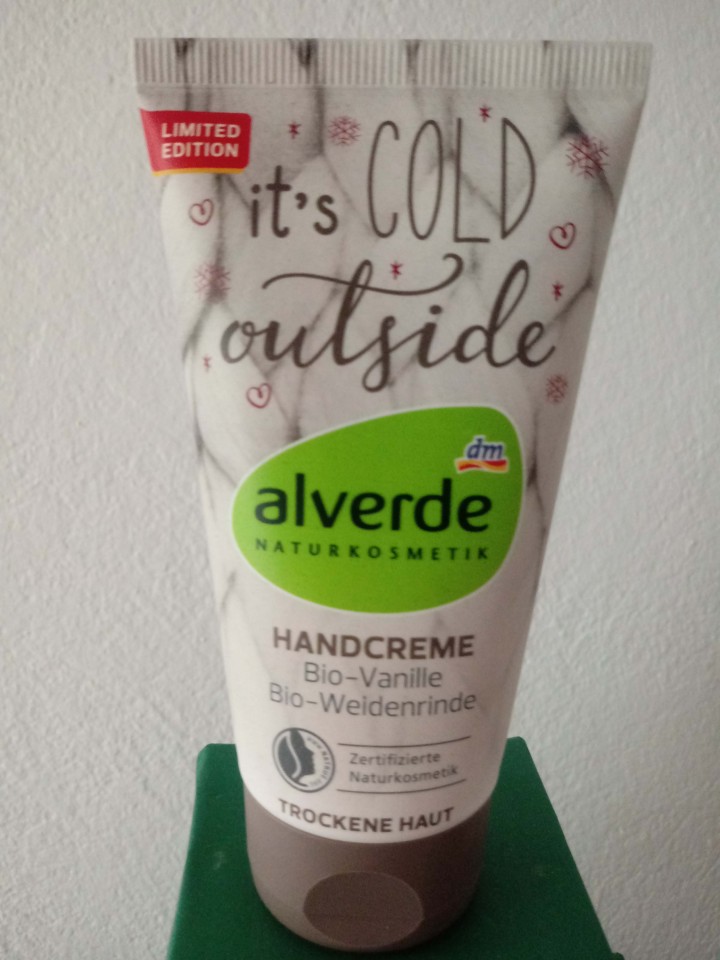 LIMITED
EDITION
it's COLD
outside
dm
alverde
NATURKOSMETIK
HANDCREME
Bio-Vanille
Bio-Weidenrinde
Zertifizierte
Naturkosmetik
TROCKENE HAUT